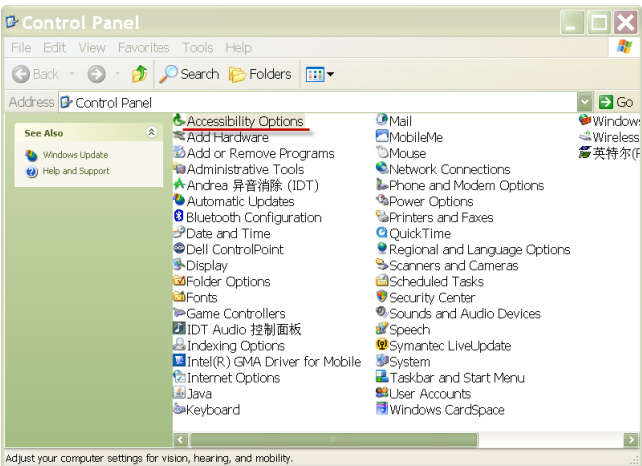 Control Panel
File Edit View Favorites Tools Help
Back Search Folders
Address Control Panel Go
See Also
Windows Update
Help and Support
Accessibility Options
Add Hardware
Add or Remove Programs
Administrative Tools
Andrea 异音消除 (IDT)
Automatic Updates
Bluetooth Configuration
Date and Time
Dell ControlPoint
Display
Folder Options
Fonts
Game Controllers
IDT Audio 控制面板
Indexing Options
Intel(R) GMA Driver for Mobile
Internet Options
Java
Keyboard
Mail
MobileMe
Mouse
Network Connections
Phone and Modem Options
Power Options
Printers and Faxes
QuickTime
Regional and Language Options
Scanners and Cameras
Scheduled Tasks
Security Center
Sounds and Audio Devices
Speech
Symantec LiveUpdate
System
Taskbar and Start Menu
User Accounts
Windows CardSpace
Window
Wireless
英特尔(
Adjust your computer settings for vision, hearing, and mobility.